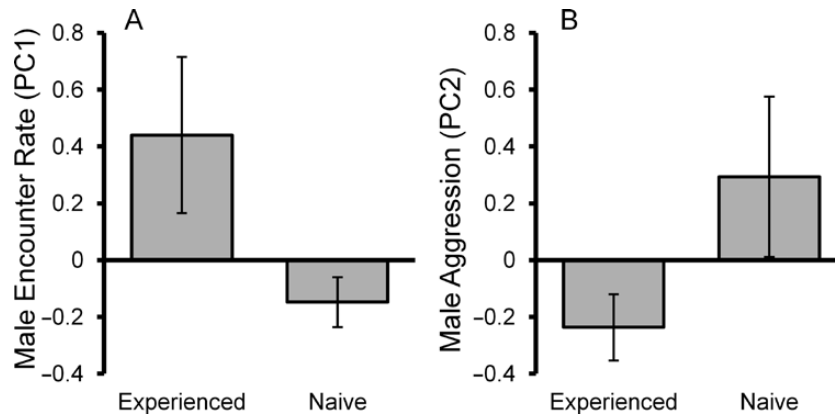 A
Male Encounter Rate (PC1)
0.8
0.6
0.4
0.2
0
–0.2
–0.4
Experienced
Naive
B
Male Aggression (PC2)
0.8
0.6
0.4
0.2
0
–0.2
–0.4
Experienced
Naive